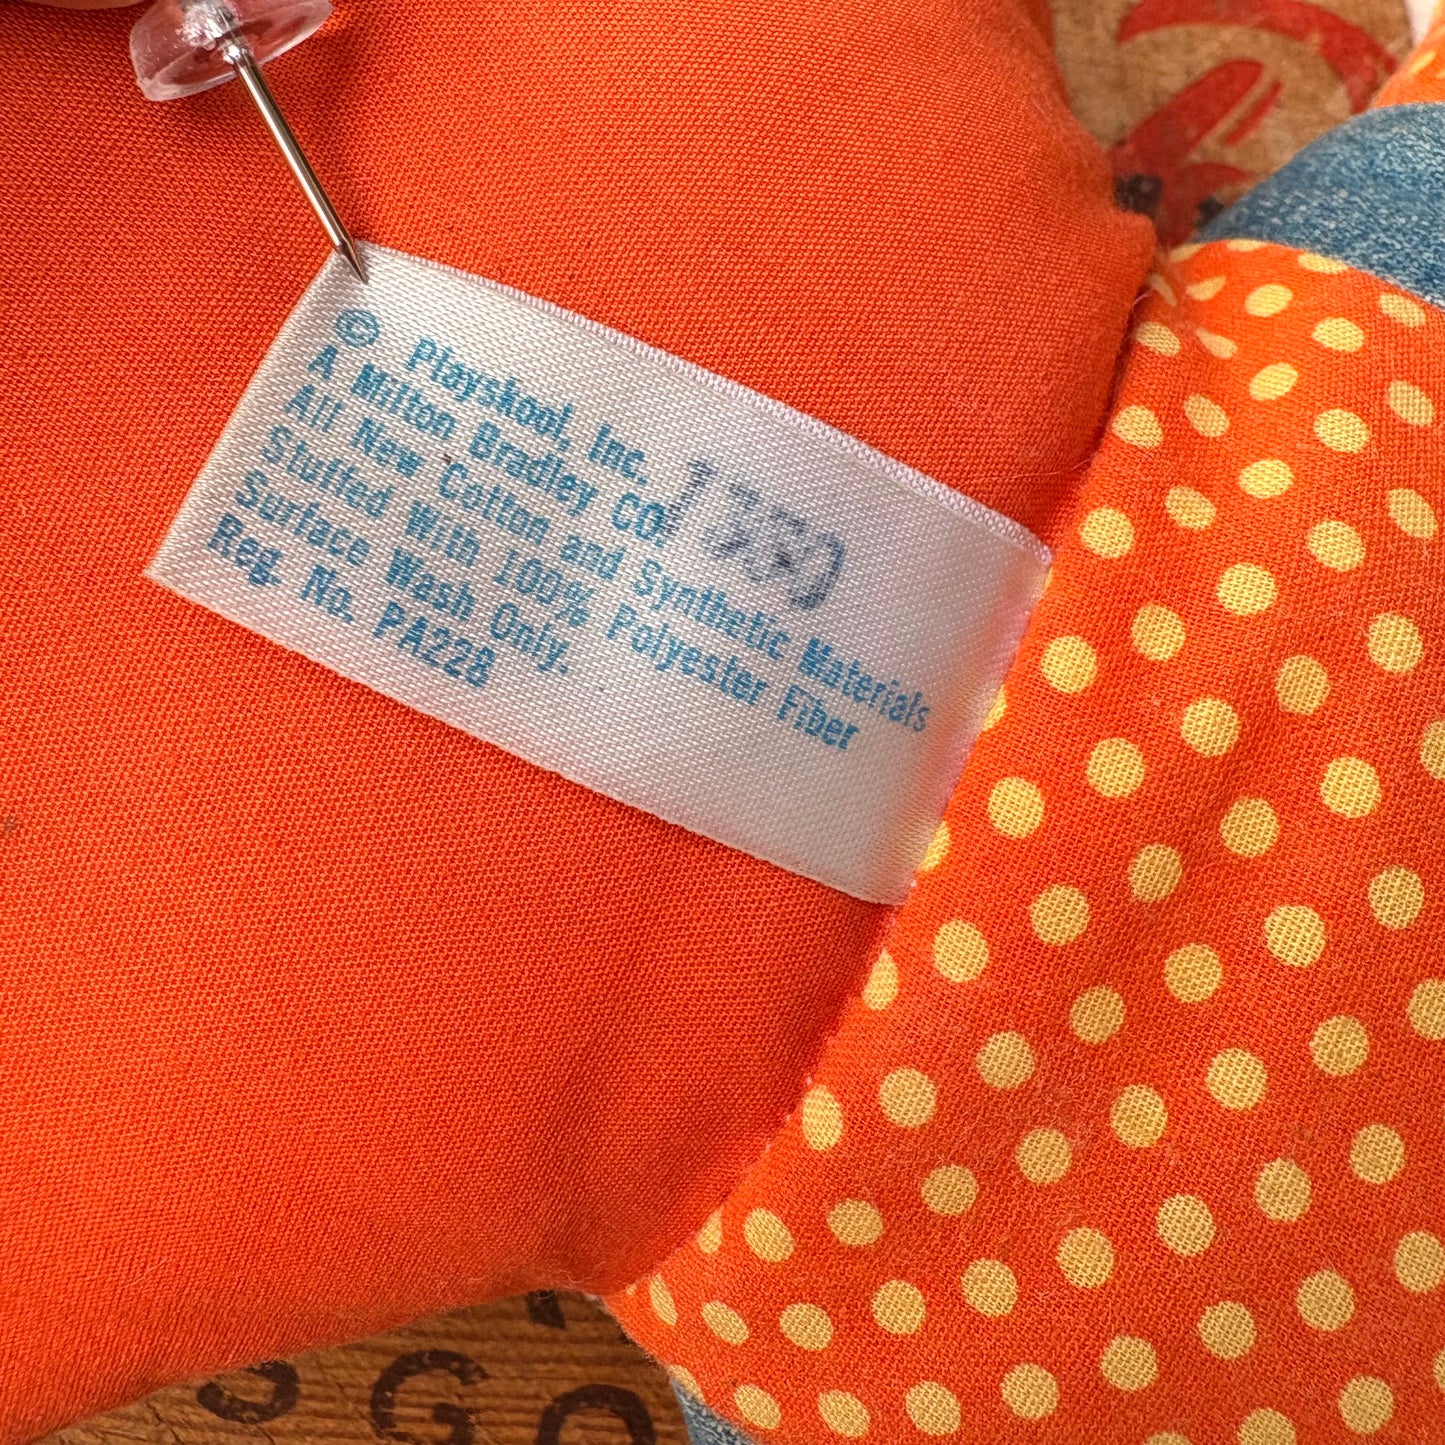 © Playskool, Inc.
A Milton Bradley CO.
All New Cotton and Synthetic Materials
Stuffed With 100% Polyester Fiber
Surface Wash Only.
Reg. No. PA228
SGO